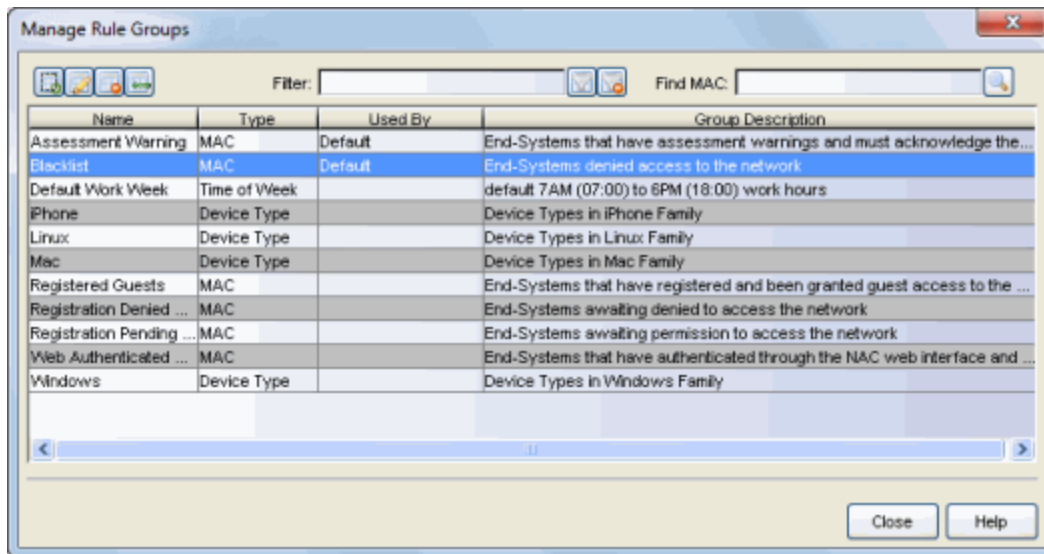 Manage Rule Groups
Filter: Find MAC:
Name Type Used By Group Description
Assessment Warning MAC Default End-Systems that have assessment warnings and must acknowledge the...
Blacklist MAC Default End-Systems denied access to the network
Default Work Week Time of Week default 7AM (07:00) to 6PM (18:00) work hours
iPhone Device Type Device Types in iPhone Family
Linux Device Type Device Types in Linux Family
Mac Device Type Device Types in Mac Family
Registered Guests MAC End-Systems that have registered and been granted guest access to the ...
Registration Denied ... MAC End-Systems awaiting denied to access the network
Registration Pending ... MAC End-Systems awaiting permission to access the network
Web Authenticated ... MAC End-Systems that have authenticated through the NAC web interface and ...
Windows Device Type Device Types in Windows Family
Close Help